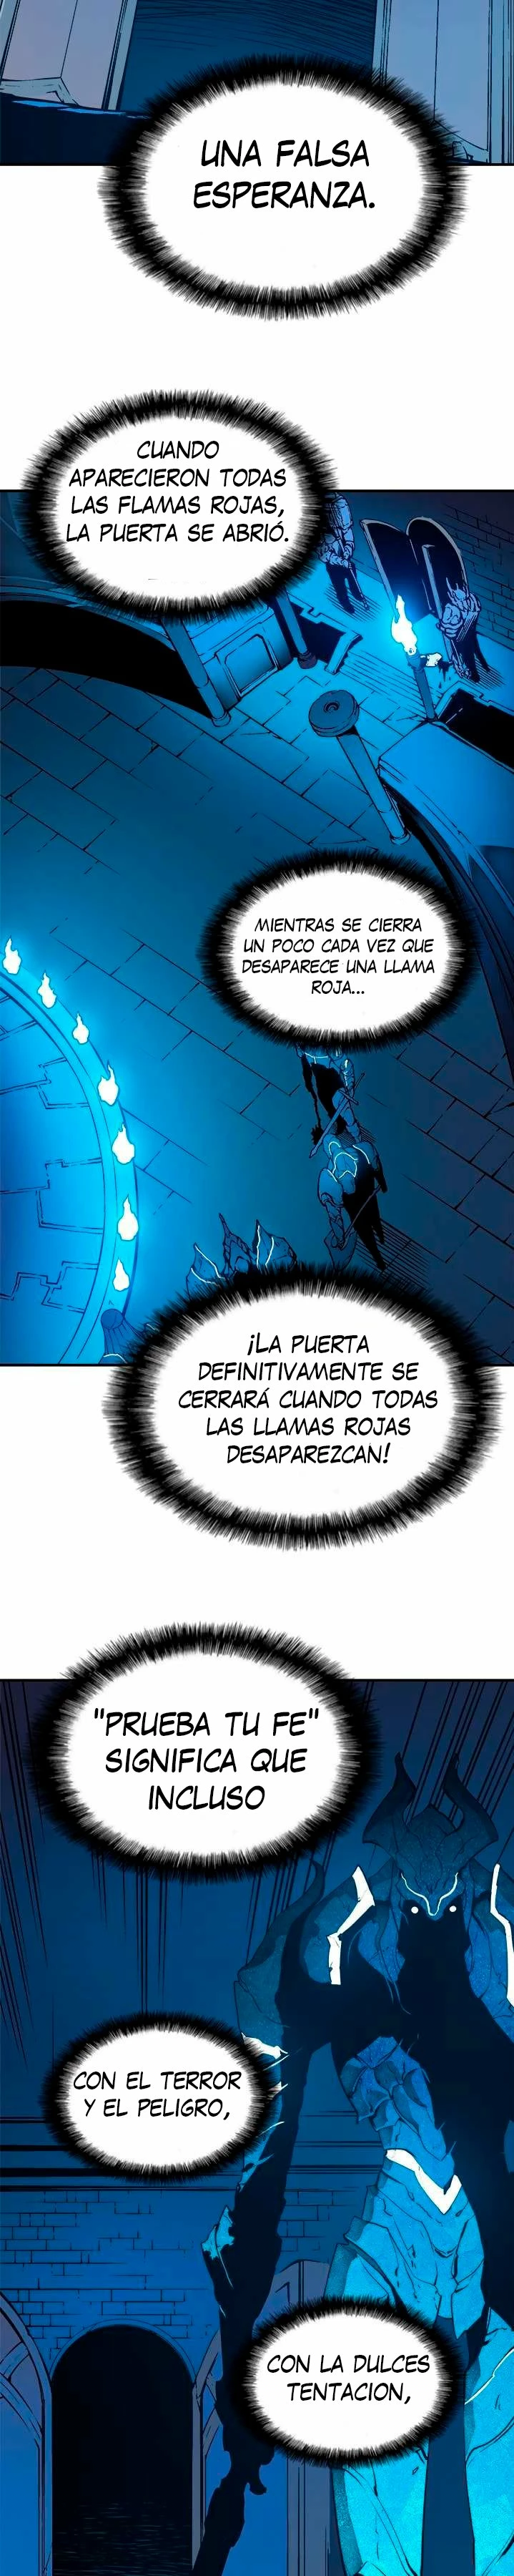 UNA FALSA
ESPERANZA.
CUANDO
APARECIERON TODAS
LAS FLAMAS ROJAS,
LA PUERTA SE ABRIÓ.
MIENTRAS SE CIERRA
UN POCO CADA VEZ QUE
DESAPARECE UNA LLAMA
ROJA...
¡LA PUERTA
DEFINITIVAMENTE SE
CERRARÁ CUANDO TODAS
LAS LLAMAS ROJAS
DESAPAREZCAN!
"PRUEBA TU FE"
SIGNIFICA QUE
INCLUSO
CON EL TERROR
Y EL PELIGRO,
CON LA DULCES
TENTACION,